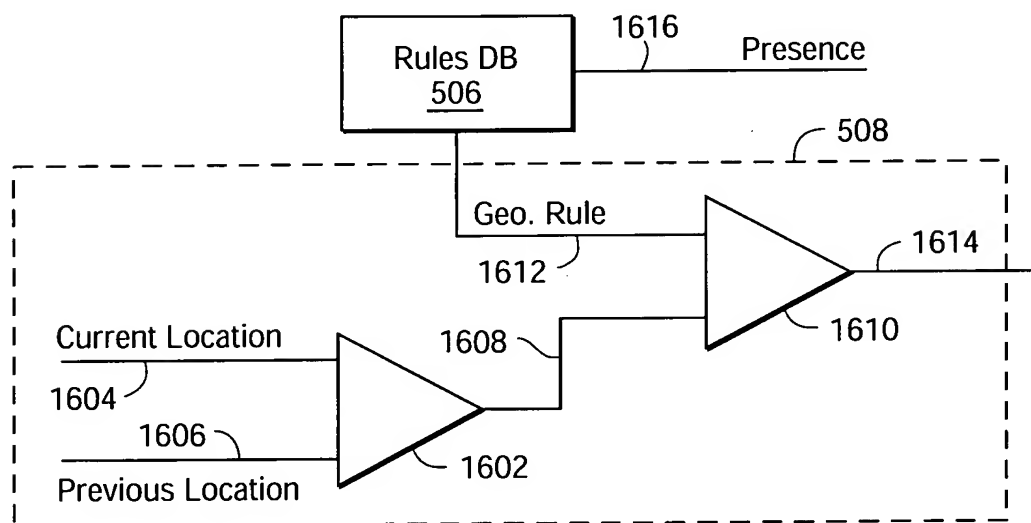 1616
Rules DB
Presence
506
508
Geo. Rule
1614
1612
Current Location
1608
1610
1604
1606
1602
Previous Location